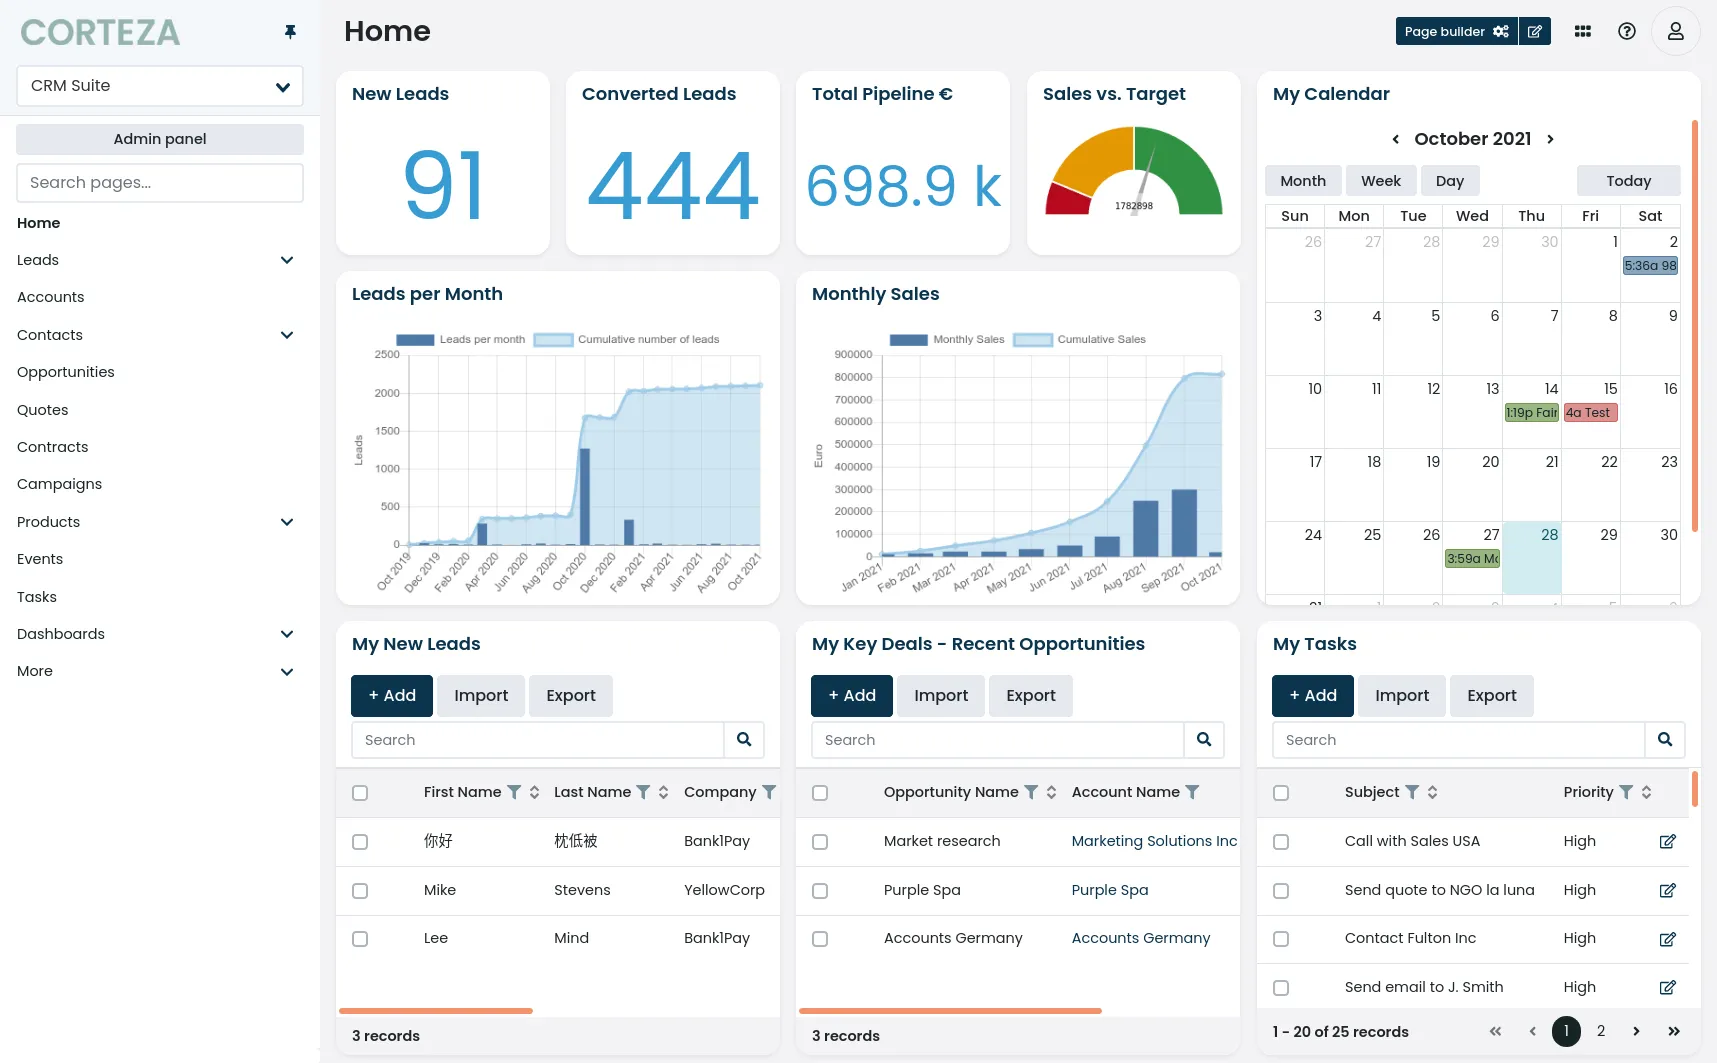 CORTEZA
CRM Suite
Admin panel
Search pages...
Home
Leads
Accounts
Contacts
Opportunities
Quotes
Contracts
Campaigns
Products
Events
Tasks
Dashboards
More
Home
Page builder
New Leads
91
Converted Leads
444
Total Pipeline €
698.9 k
Sales vs. Target
1782898
My Calendar
October 2021
Month Week Day Today
Sun Mon Tue Wed Thu Fri Sat
26 27 28 29 30 1 2
5:36a 98
3 4 5 6 7 8 9
10 11 12 13 14 15 16
1:19p Fair 4a Test
17 18 19 20 21 22 23
24 25 26 27 28 29 30
3:59a
Leads per Month
Leads per month Cumulative number of leads
2500
2000
1500
1000
500
0
Leads
Oct 2019 Dec 2019 Feb 2020 Apr 2020 Jun 2020 Aug 2020 Oct 2020 Dec 2020 Feb 2021 Apr 2021 Jun 2021 Aug 2021 Oct 2021
Monthly Sales
Monthly Sales Cumulative Sales
900000
800000
700000
600000
500000
400000
300000
200000
100000
0
Euro
Jan 2021 Feb 2021 Mar 2021 Apr 2021 May 2021 Jun 2021 Jul 2021 Aug 2021 Sep 2021 Oct 2021
My New Leads
+ Add Import Export
Search
First Name Last Name Company
你好 枕低被 Bank1Pay
Mike Stevens YellowCorp
Lee Mind Bank1Pay
3 records
My Key Deals - Recent Opportunities
+ Add Import Export
Search
Opportunity Name Account Name
Market research Marketing Solutions Inc
Purple Spa Purple Spa
Accounts Germany Accounts Germany
3 records
My Tasks
+ Add Import Export
Search
Subject Priority
Call with Sales USA High
Send quote to NGO la luna High
Contact Fulton Inc High
Send email to J. Smith High
1 - 20 of 25 records
« ‹ 1 2 › »